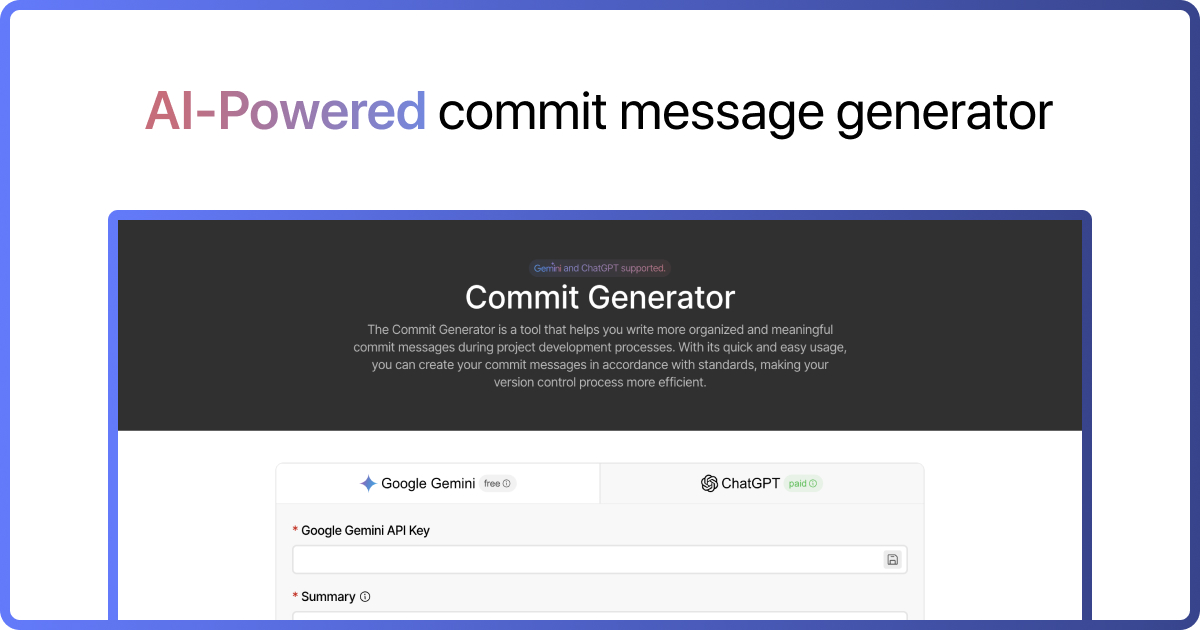 AI-Powered commit message generator
Gemini and ChatGPT supported.
Commit Generator
The Commit Generator is a tool that helps you write more organized and meaningful
commit messages during project development processes. With its quick and easy usage,
you can create your commit messages in accordance with standards, making your
version control process more efficient.
Google Gemini free
ChatGPT paid
* Google Gemini API Key
* Summary